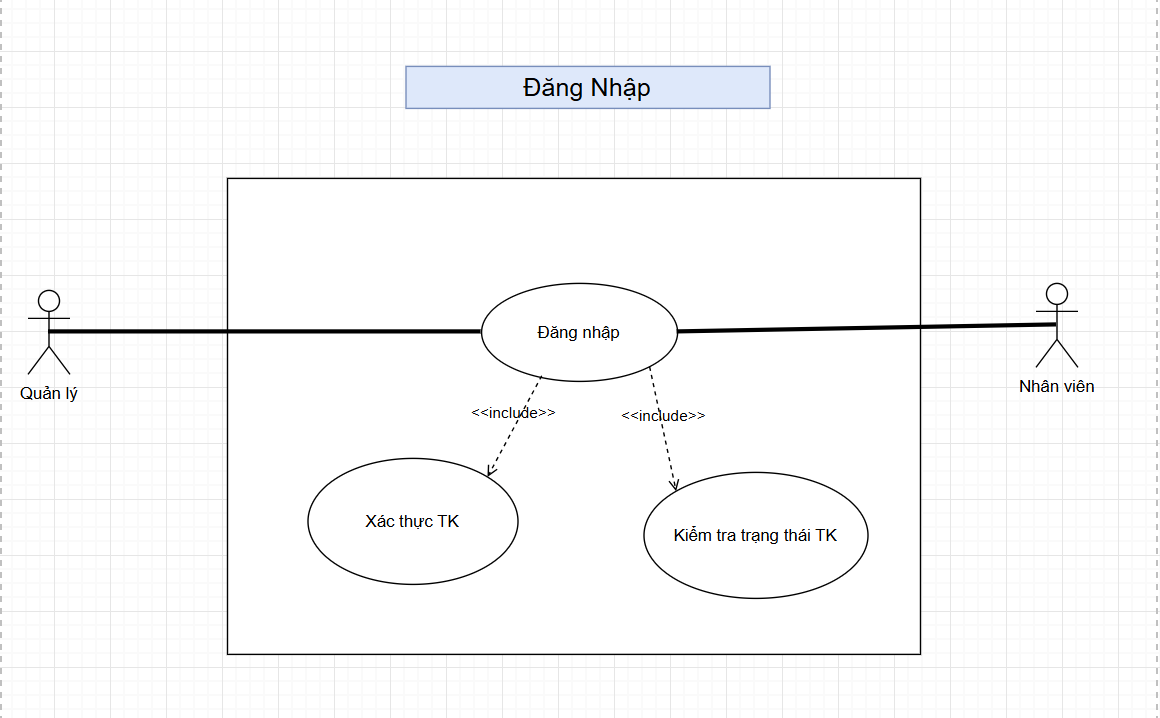 Đăng Nhập
Đăng nhập
Quản lý
Nhân viên
<<include>>
<<include>>
Xác thực TK
Kiểm tra trạng thái TK